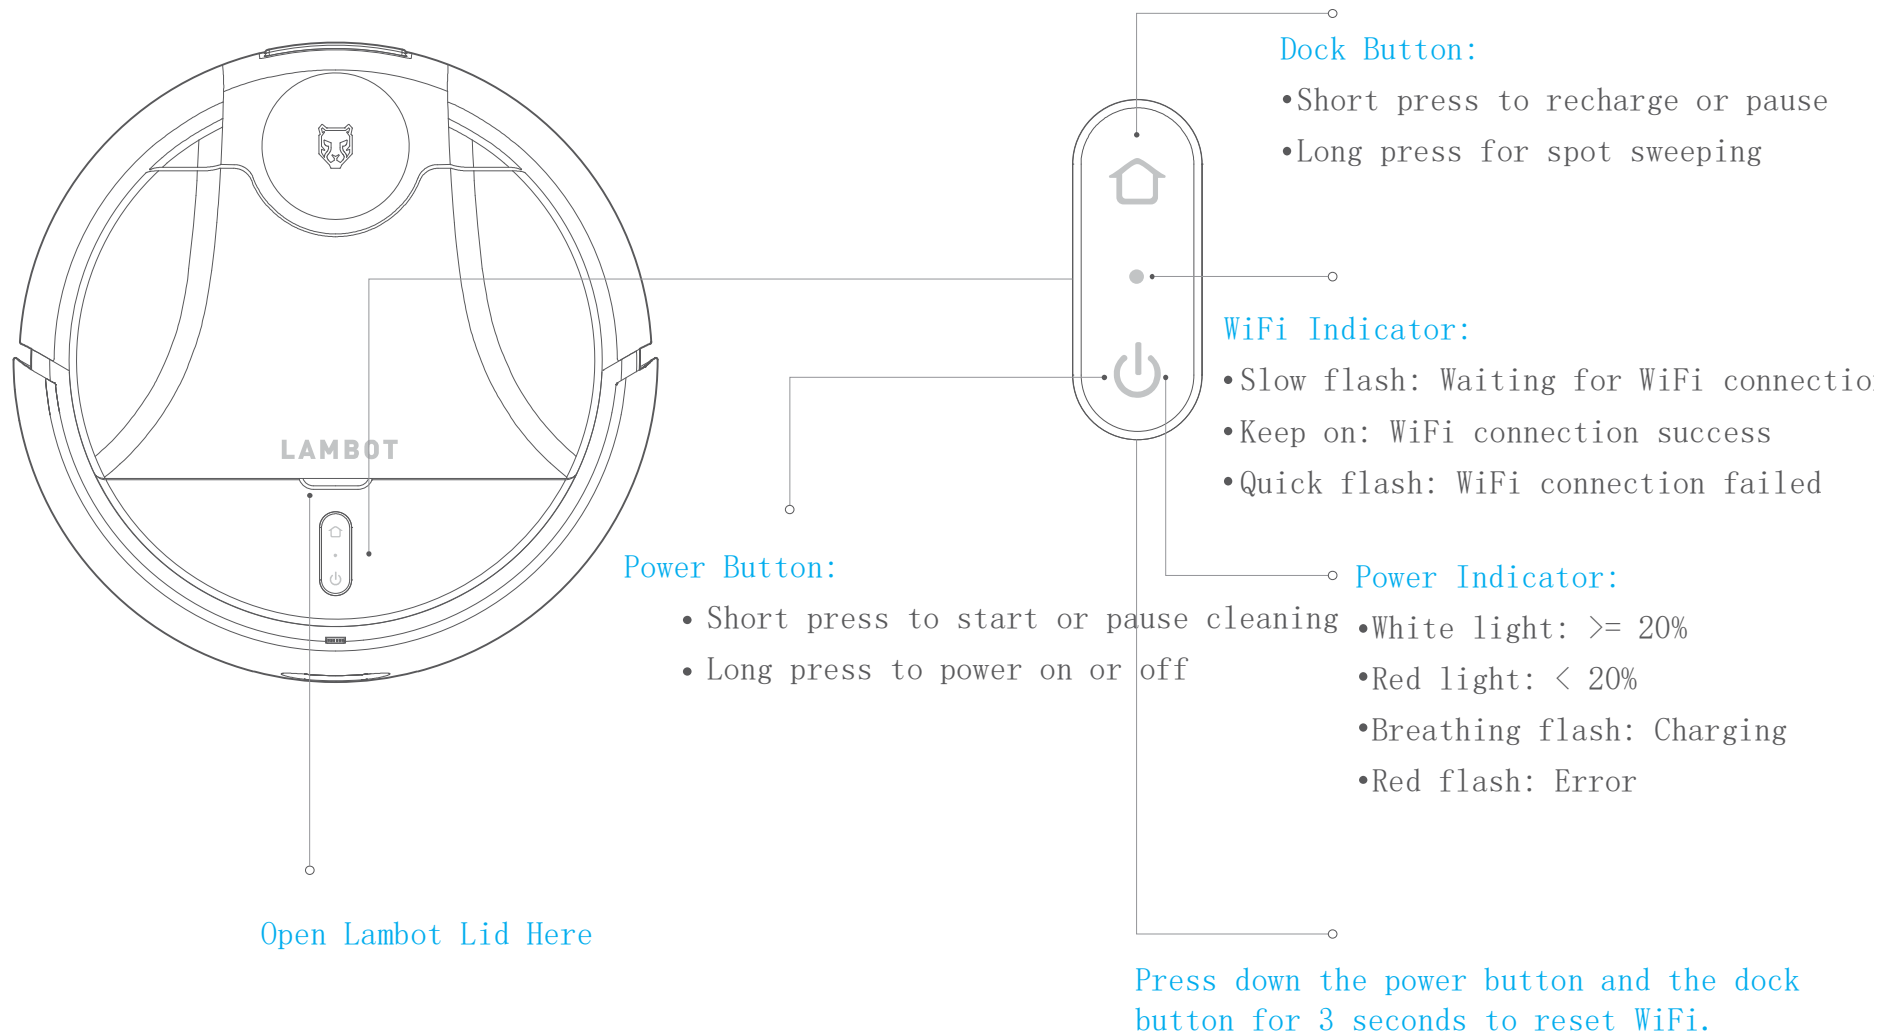 Dock Button:
•Short press to recharge or pause
•Long press for spot sweeping
WiFi Indicator:
•Slow flash: Waiting for WiFi
•Keep on: WiFi connection success
•Quick flash: WiFi connection failed
LAMBOT
Power Button:
• Short press to start or pause cleaning
• Long press to power on or off
Power Indicator:
•White light: >= 20%
•Red light: < 20%
•Breathing flash: Charging
•Red flash: Error
Open Lambot Lid Here
Press down the power button and the dock
button for 3 seconds to reset WiFi.